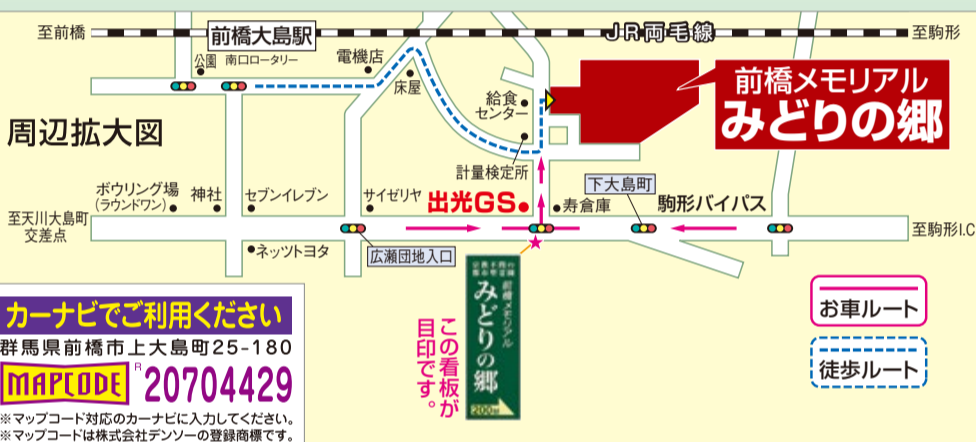 至前橋
前橋大島駅
JR両毛線
至駒形
公園
南口ロータリー
電機店
床屋
給食
センター
前橋メモリアル
みどりの郷
周辺拡大図
計量検定所
ボウリング場
(ラウンドワン)
神社
セブンイレブン
サイゼリヤ
出光GS
寿倉庫
下大島町
駒形バイパス
至天川大島町
交差点
至駒形I.C
ネッツトヨタ
広瀬団地入口
前橋メモリアル
みどりの郷
200m
この看板が
目印です。
お車ルート
徒歩ルート
カーナビでご利用ください
群馬県前橋市上大島町25-180
MAPCODE R 20704429
※マップコード対応のカーナビに入力してください。
※マップコードは株式会社デンソーの登録商標です。